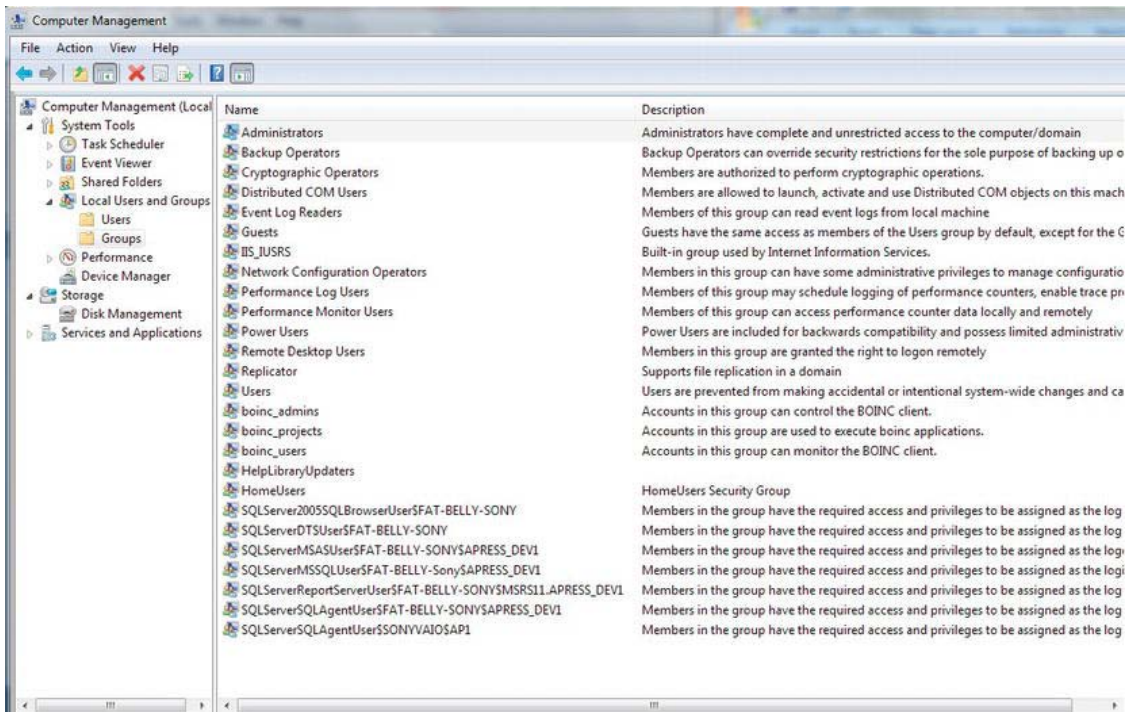 Computer Management
File Action View Help
Computer Management (Local
System Tools
Task Scheduler
Event Viewer
Shared Folders
Local Users and Groups
Users
Groups
Performance
Device Manager
Storage
Disk Management
Services and Applications
Name Description
Administrators Administrators have complete and unrestricted access to the computer/domain
Backup Operators Backup Operators can override security restrictions for the sole purpose of backing up o
Cryptographic Operators Members are authorized to perform cryptographic operations.
Distributed COM Users Members are allowed to launch, activate and use Distributed COM objects on this mach
Event Log Readers Members of this group can read event logs from local machine
Guests Guests have the same access as members of the Users group by default, except for the G
IIS_IUSRS Built-in group used by Internet Information Services.
Network Configuration Operators Members in this group can have some administrative privileges to manage configuratio
Performance Log Users Members of this group may schedule logging of performance counters, enable trace pr
Performance Monitor Users Members of this group can access performance counter data locally and remotely
Power Users Power Users are included for backwards compatibility and possess limited administrativ
Remote Desktop Users Members in this group are granted the right to logon remotely
Replicator Supports file replication in a domain
Users Users are prevented from making accidental or intentional system-wide changes and ca
boinc_admins Accounts in this group can control the BOINC client.
boinc_projects Accounts in this group are used to execute boinc applications.
boinc_users Accounts in this group can monitor the BOINC client.
HelpLibraryUpdaters
HomeUsers HomeUsers Security Group
SQLServer2005SQLBrowserUser$FAT-BELLY-SONY Members in the group have the required access and privileges to be assigned as the log
SQLServerDTSUser$FAT-BELLY-SONY Members in the group have the required access and privileges to be assigned as the log
SQLServerMSASUser$FAT-BELLY-SONY$APRESS_DEV1 Members in the group have the required access and privileges to be assigned as the log
SQLServerMSSQLUser$FAT-BELLY-Sony$APRESS_DEV1 Members in the group have the required access and privileges to be assigned as the logi
SQLServerReportServerUser$FAT-BELLY-SONY$MSRS11.APRESS_DEV1 Members in the group have the required access and privileges to be assigned as the log
SQLServerSQLAgentUser$FAT-BELLY-SONY$APRESS_DEV1 Members in the group have the required access and privileges to be assigned as the log
SQLServerSQLAgentUser$SONYVAIO$AP1 Members in the group have the required access and privileges to be assigned as the log